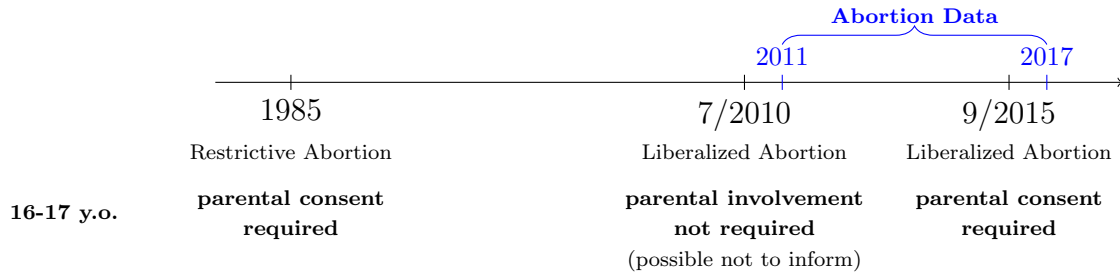 Abortion Data
2011 2017
1985 7/2010 9/2015
Restrictive Abortion Liberalized Abortion Liberalized Abortion
16-17 y.o.
parental consent
required
parental involvement
not required
(possible not to inform)
parental consent
required